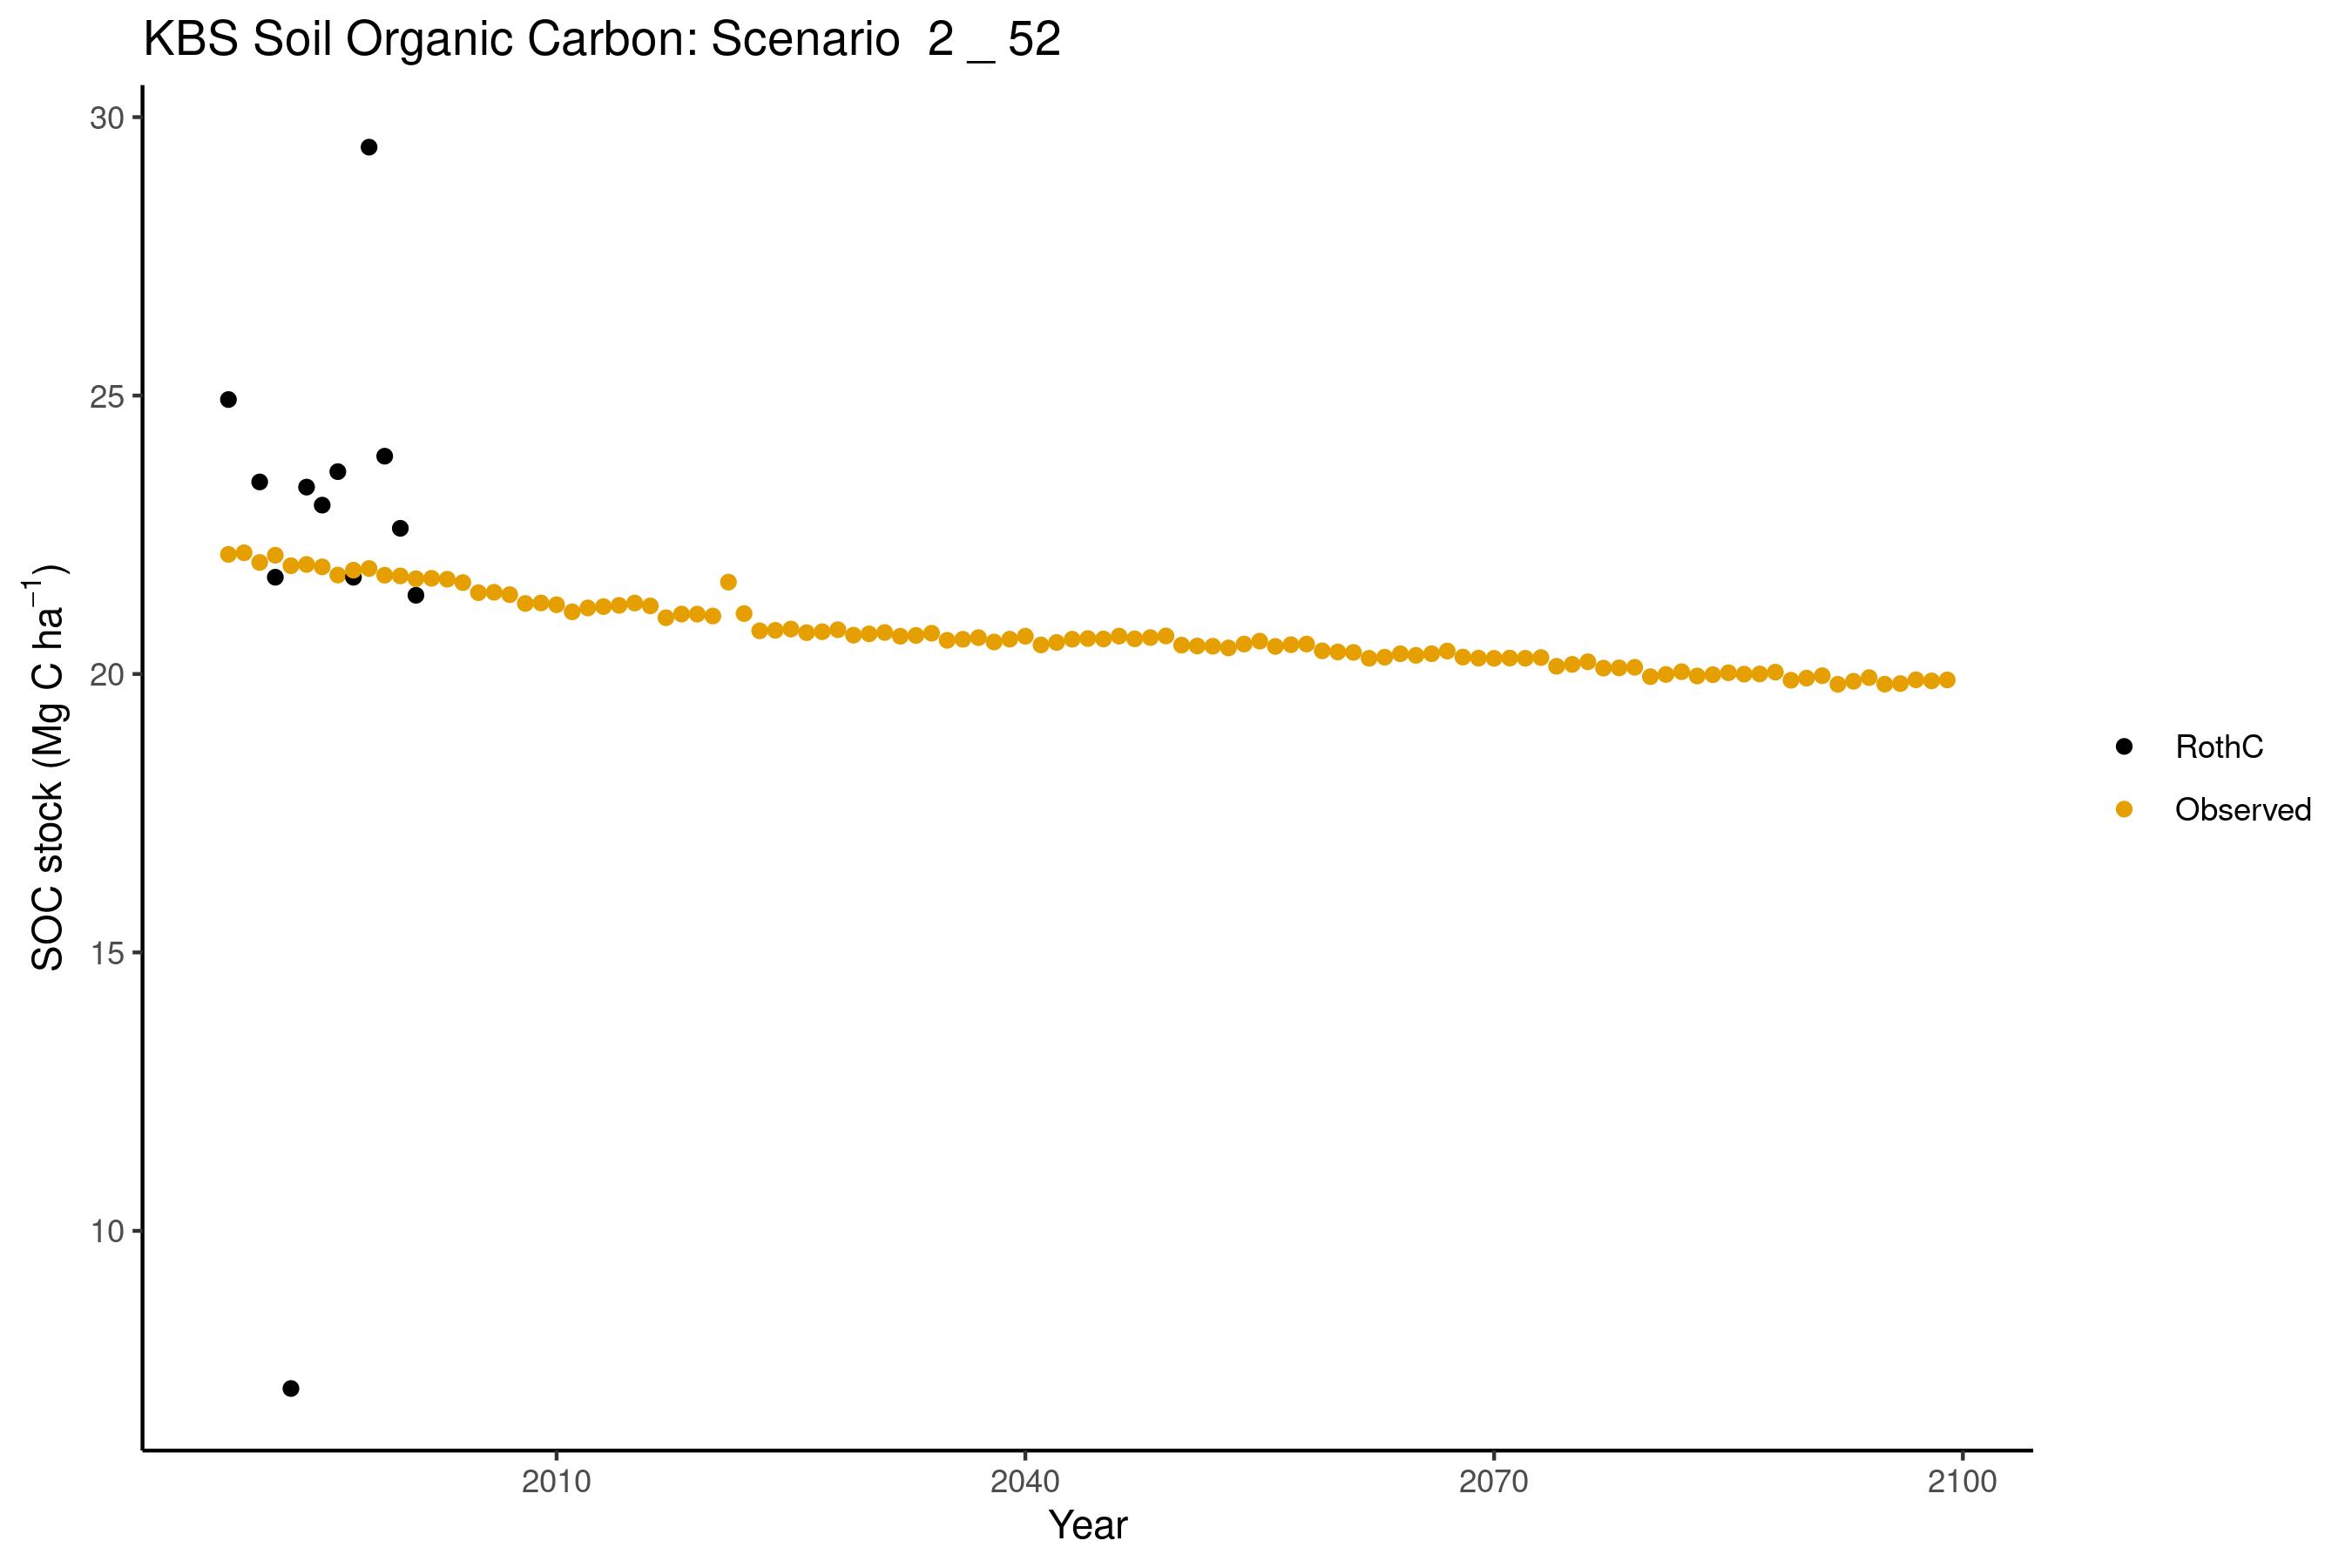 KBS Soil Organic Carbon: Scenario  2 _ 52
SOC stock (Mg C ha⁻¹)
30
25
20
15
10
2010
2040
2070
2100
Year
RothC
Observed